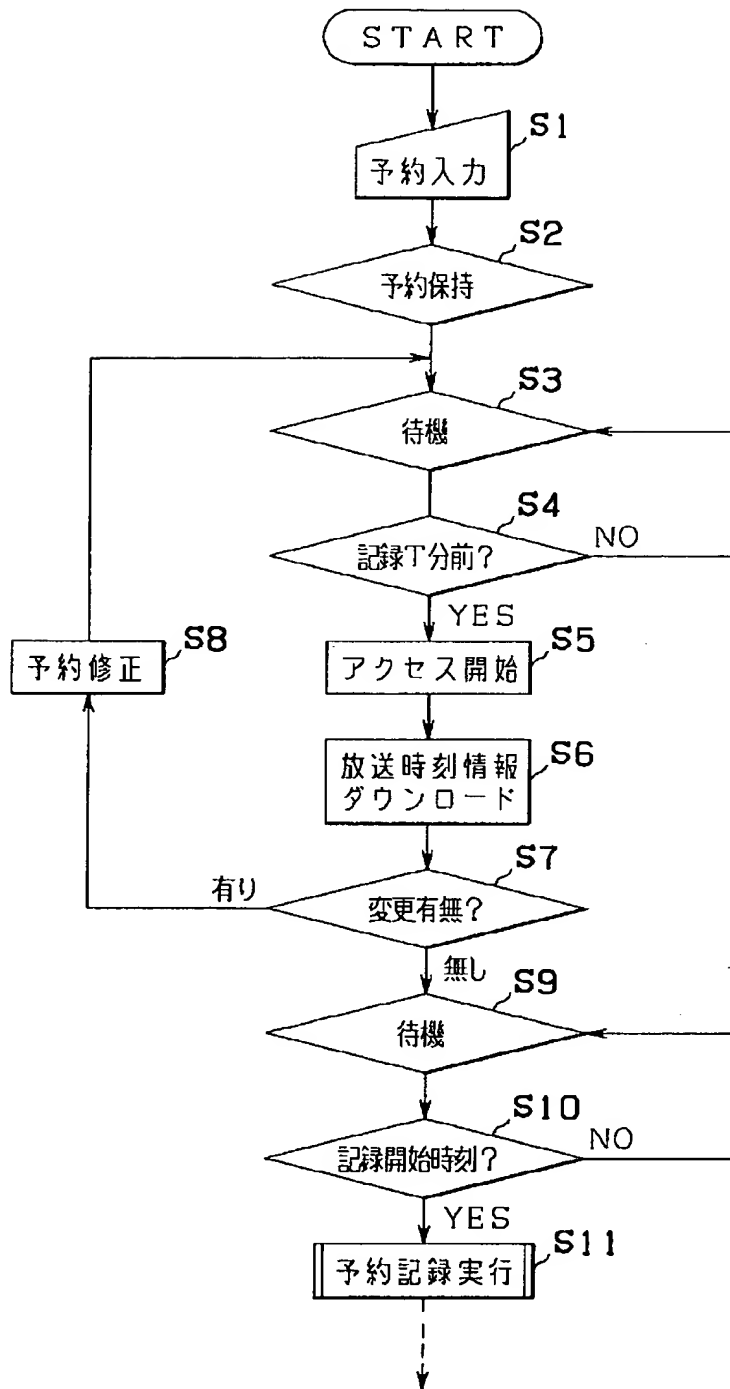 START
S1
予約入力
S2
予約保持
S3
待機
S4
記録T分前?
NO
YES
S8
予約修正
S5
アクセス開始
S6
放送時刻情報
ダウンロード
S7
有り
変更有無?
無し
S9
待機
S10
記録開始時刻?
NO
YES
S11
予約記録実行